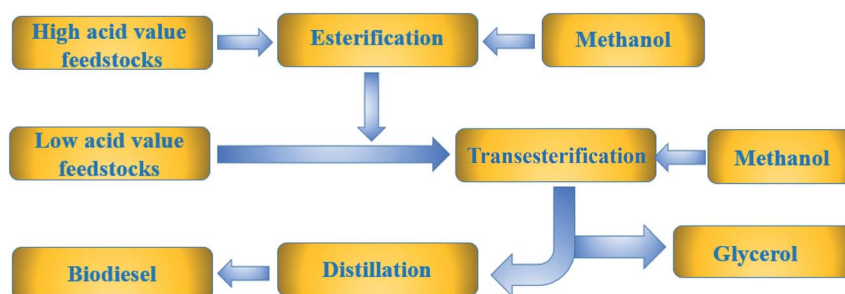 High acid value
feedstocks
Esterification
Methanol
Low acid value
feedstocks
Transesterification
Methanol
Glycerol
Biodiesel
Distillation